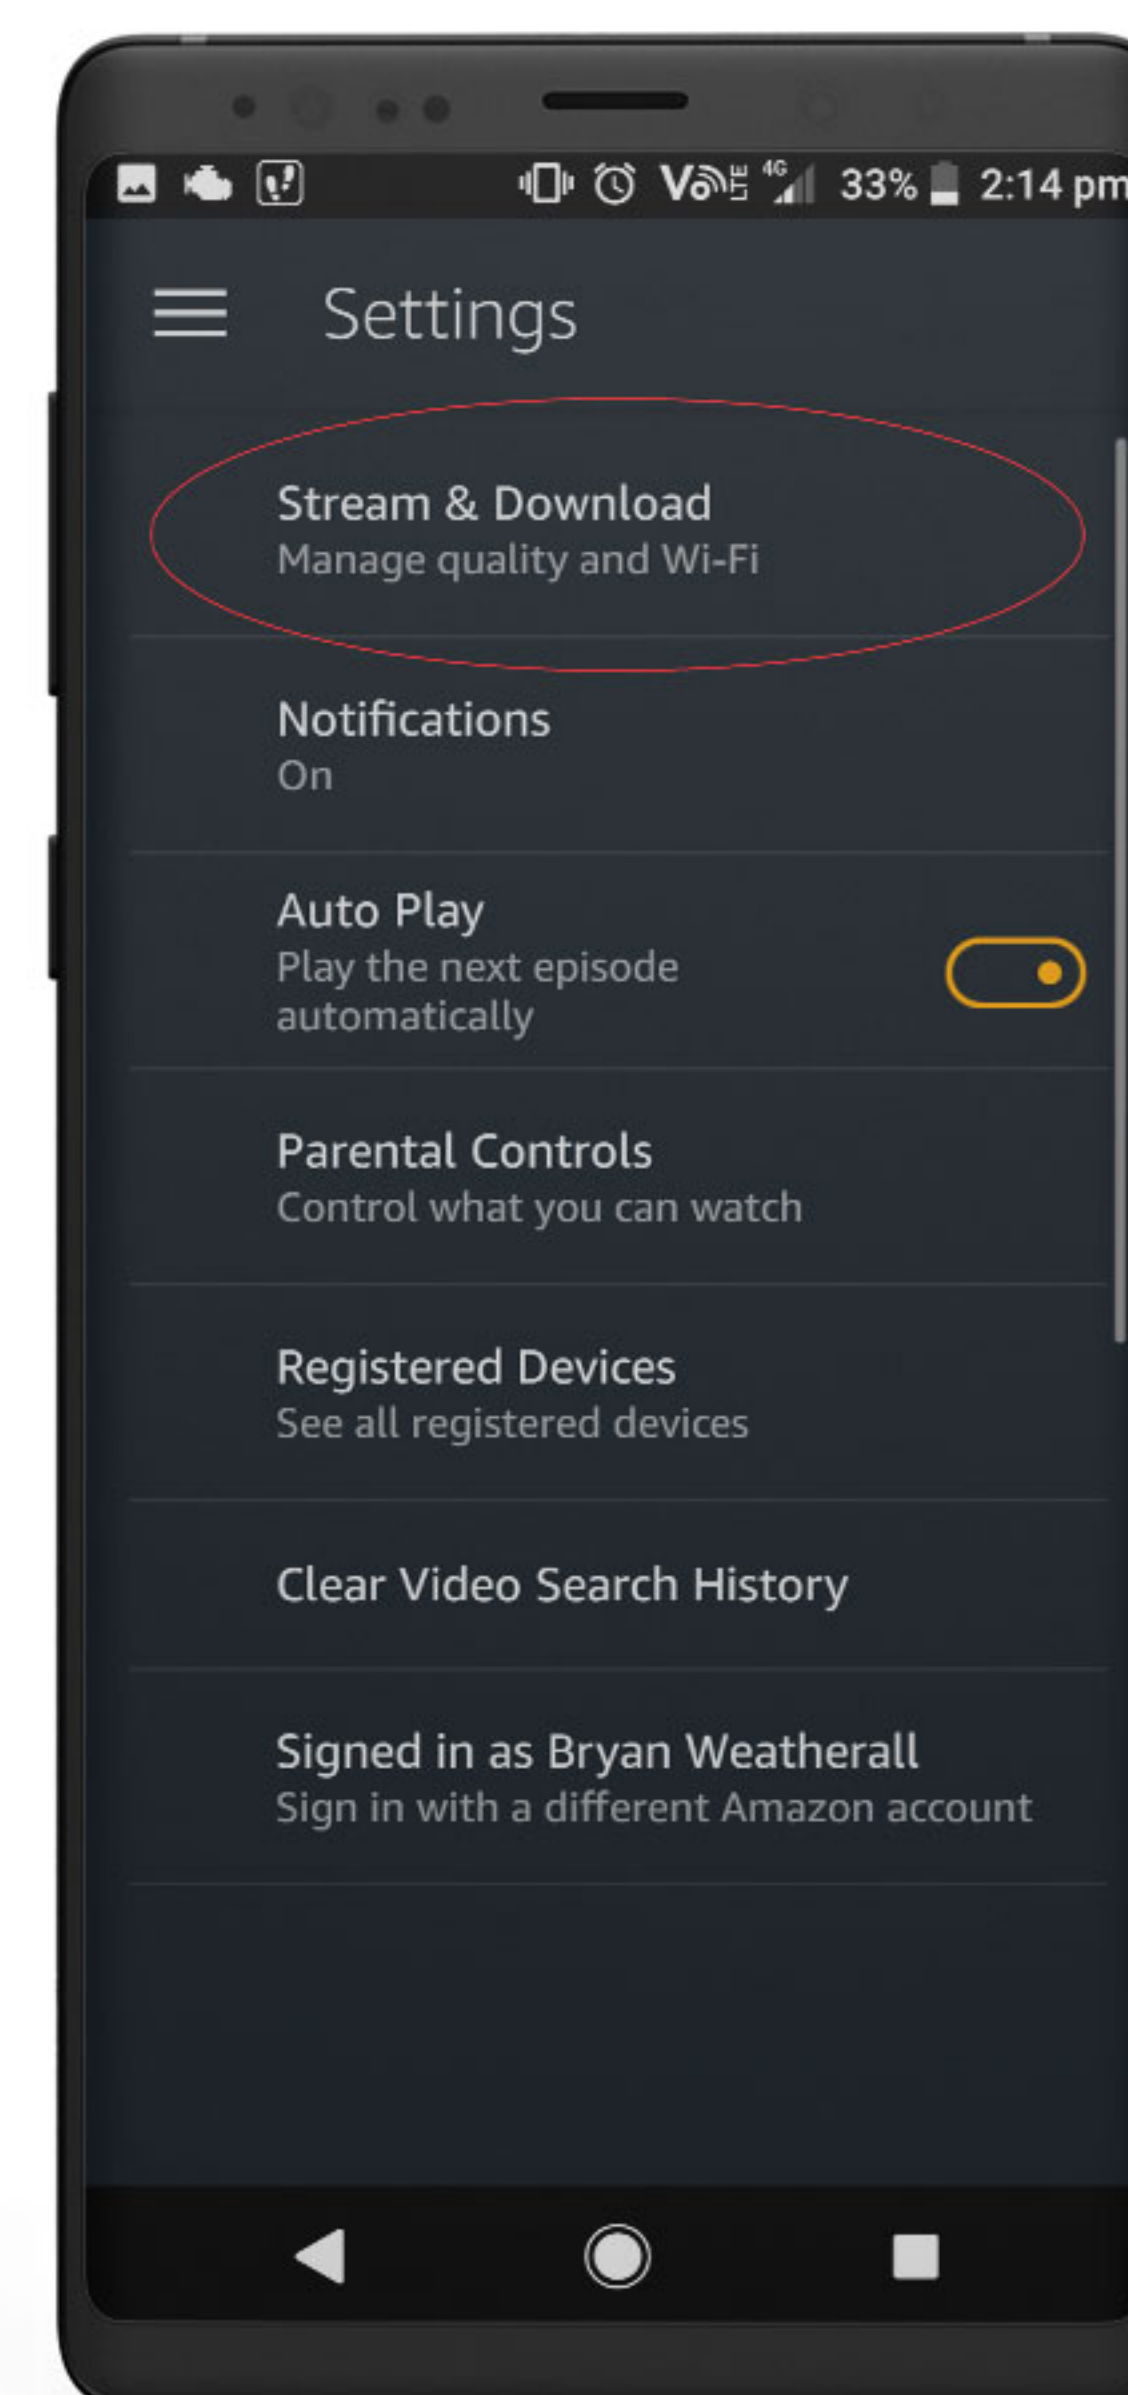 VoLTE 4G 33% 2:14 pm
Settings
Stream & Download
Manage quality and Wi-Fi
Notifications
On
Auto Play
Play the next episode
automatically
Parental Controls
Control what you can watch
Registered Devices
See all registered devices
Clear Video Search History
Signed in as Bryan Weatherall
Sign in with a different Amazon account